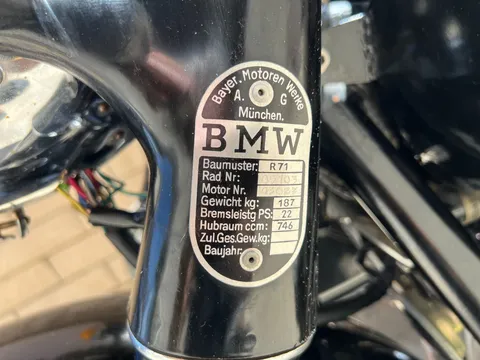 Bayer. Motoren Werke
A. G
München.
BMW
Baumuster: R71
Rad Nr:
Motor Nr.
Gewicht kg: 187
Bremsleistg PS: 22
Hubraum ccm: 746
Zul.Ges.Gew.kg:
Baujahr: